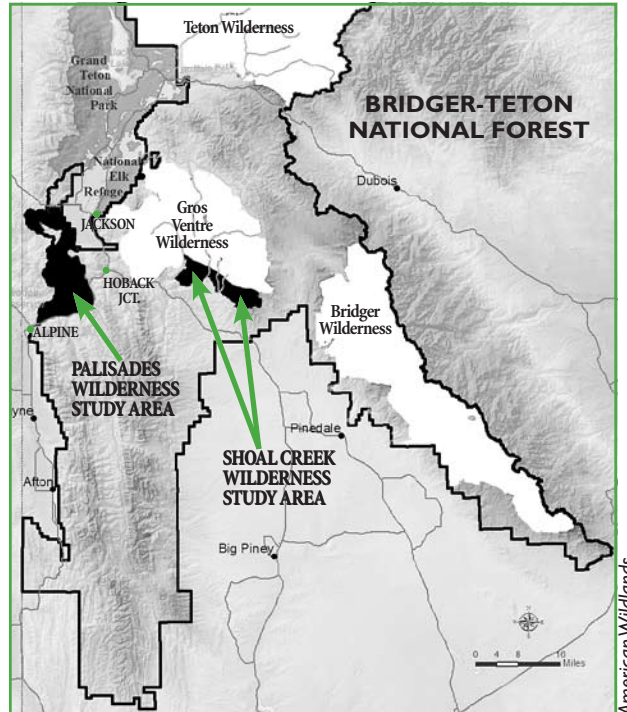 Teton Wilderness
Grand
Teton
National
Park
BRIDGER-TETON
NATIONAL FOREST
National
Elk
Refuge
Dubois
JACKSON
Gros
Ventre
Wilderness
HOBACK
JCT.
Bridger
Wilderness
ALPINE
PALISADES
WILDERNESS
STUDY AREA
yne
Pinedale
SHOAL CREEK
WILDERNESS
STUDY AREA
Afton
Big Piney
0 4 8 16
Miles
American Wildlands